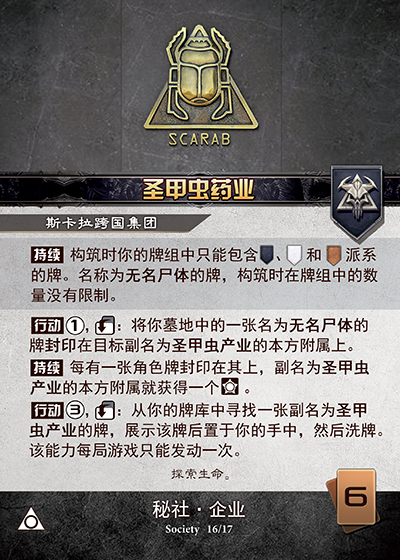 SCARAB
圣甲虫药业
斯卡拉跨国集团
持续 构筑时你的牌组中只能包含、和派系
的牌。名称为无名尸体的牌，构筑时在牌组中的数
量没有限制。
行动①，：将你墓地中的一张名为无名尸体的
牌封印在目标副名为圣甲虫产业的本方附属上。
持续 每有一张角色牌封印在其上，副名为圣甲虫
产业的本方附属就获得一个。
行动③，：从你的牌库中寻找一张副名为圣甲
虫产业的牌，展示该牌后置于你的手中，然后洗牌。
该能力每局游戏只能发动一次。
探索生命。
6
秘社·企业
Society 16/17